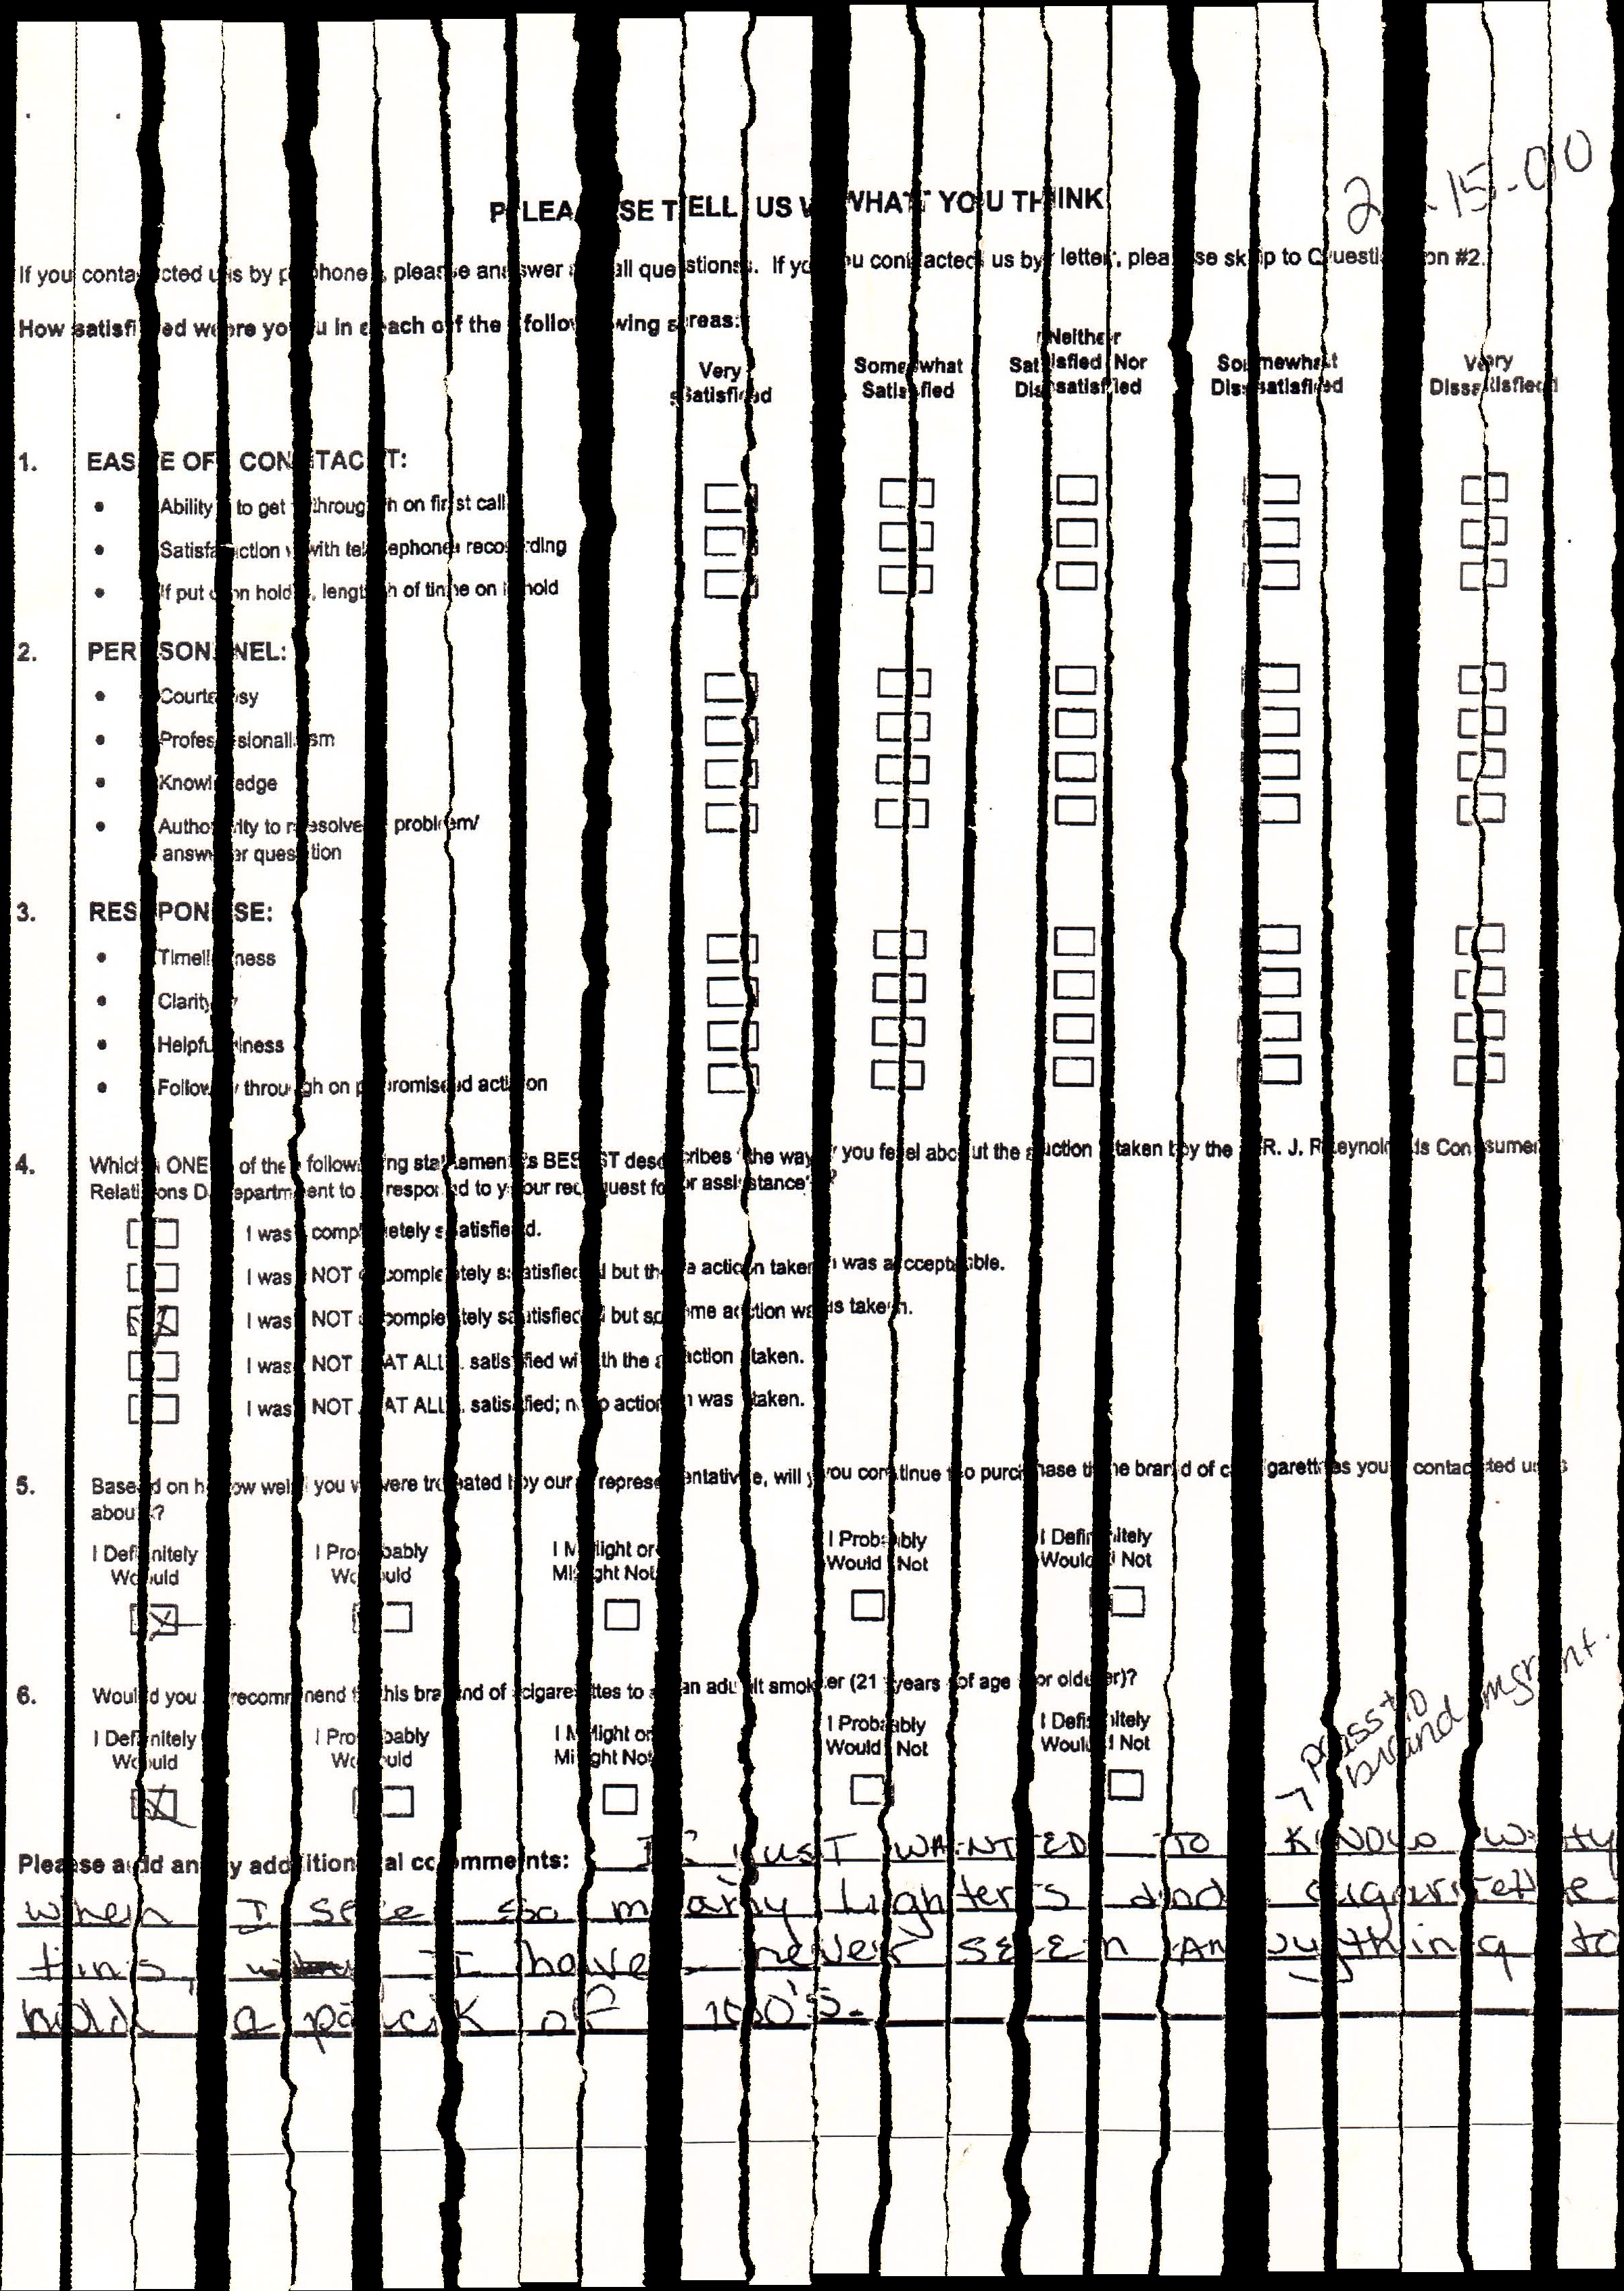 2-15-00
PLEASE TELL US WHAT YOU THINK
If you contacted us by phone, please answer all questions. If you contacted us by letter, please skip to Question #2.
How satisfied were you in each of the following areas:
Very Satisfied
Somewhat Satisfied
Neither Satisfied Nor Dissatisfied
Somewhat Dissatisfied
Very Dissatisfied
1. EASE OF CONTACT:
• Ability to get through on first call
• Satisfaction with telephone recording
• If put on hold, length of time on hold
2. PERSONNEL:
• Courtesy
• Professionalism
• Knowledge
• Authority to resolve problem/
answer question
3. RESPONSE:
• Timeliness
• Clarity
• Helpfulness
• Follow through on promised action
4. Which ONE of the following statements BEST describes the way you feel about the action taken by the R. J. Reynolds Consumer
Relations Department to respond to your request for assistance?
I was completely satisfied.
I was NOT completely satisfied but the action taken was acceptable.
I was NOT completely satisfied but some action was taken.
I was NOT AT ALL satisfied with the action taken.
I was NOT AT ALL satisfied; no action was taken.
5. Based on how well you were treated by our representative, will you continue to purchase the brand of cigarettes you contacted us
about?
I Definitely Would
I Probably Would
I Might or Might Not
I Probably Would Not
I Definitely Would Not
6. Would you recommend this brand of cigarettes to an adult smoker (21 years of age or older)?
I Definitely Would
I Probably Would
I Might or Might Not
I Probably Would Not
I Definitely Would Not
pass to
brand mgrmnt.
Please add any additional comments: I JUST WANTED TO KNOW WHY
when I see so many lighters and cigarette
tins, I have never SEEN ANything to
hold a pack of 100's.